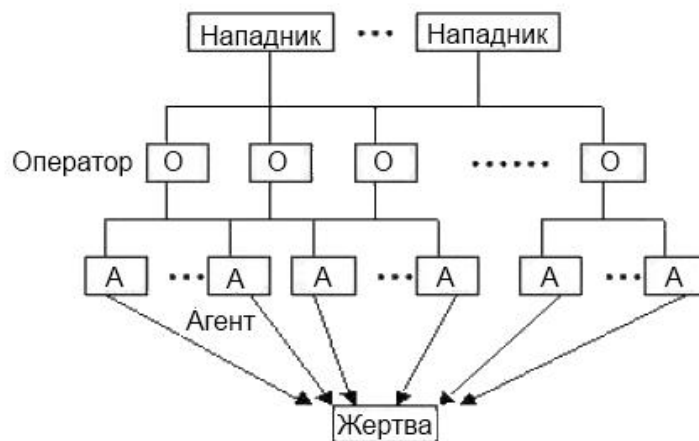 Нападник ... Нападник
Оператор О О О ...... О
А ... А А ... А А ... А
Агент
Жертва